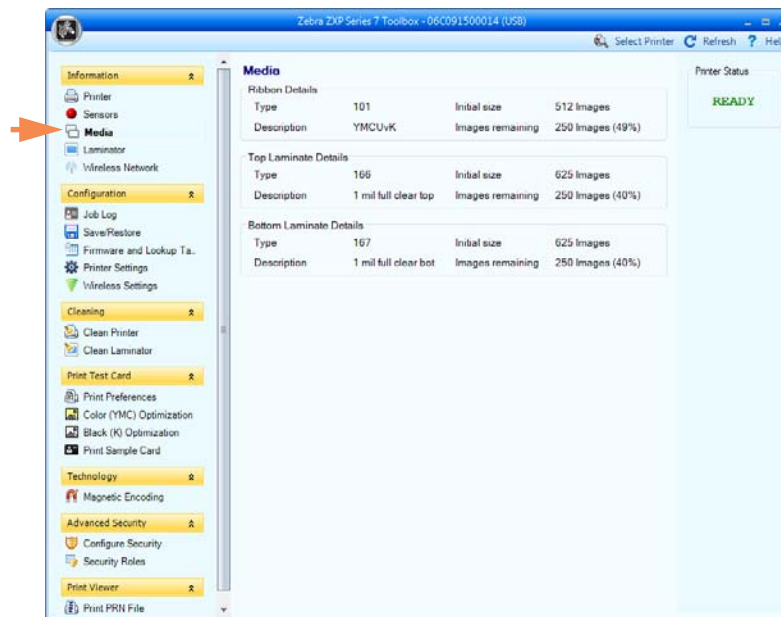 Zebra ZXP Series 7 Toolbox - 06C091500014 (USB)
Select Printer Refresh ? Hel
Information
Printer
Sensors
Media
Laminator
Wireless Network
Configuration
Job Log
Save/Restore
Firmware and Lookup Ta..
Printer Settings
Wireless Settings
Cleaning
Clean Printer
Clean Laminator
Print Test Card
Print Preferences
Color (YMC) Optimization
Black (K) Optimization
Print Sample Card
Technology
Magnetic Encoding
Advanced Security
Configure Security
Security Roles
Print Viewer
Print PRN File
Media
Ribbon Details
Type 101 Initial size 512 Images
Description YMCUvK Images remaining 250 Images (49%)
Top Laminate Details
Type 166 Initial size 625 Images
Description 1 mil full clear top Images remaining 250 Images (40%)
Bottom Laminate Details
Type 167 Initial size 625 Images
Description 1 mil full clear bot Images remaining 250 Images (40%)
Printer Status
READY